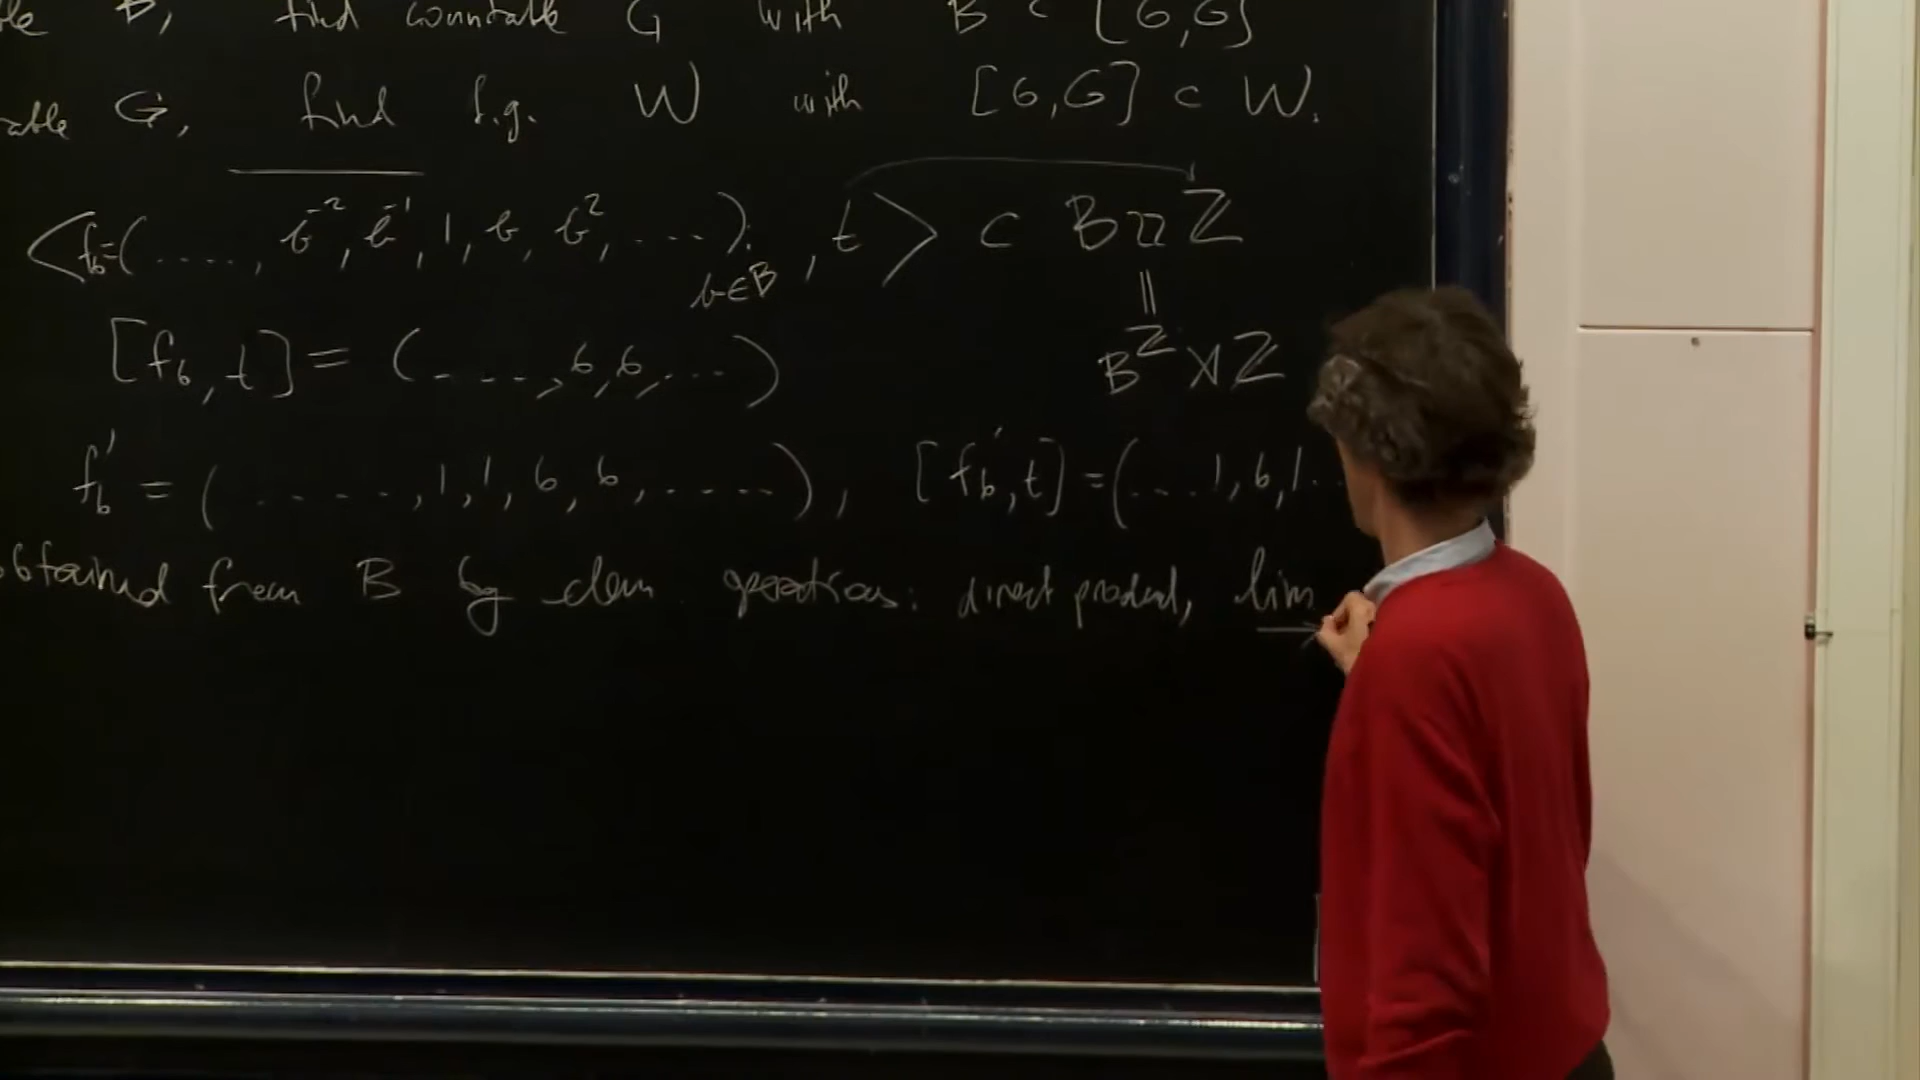 B, find countable G with B ⊂ [G,G]
able G, find f.g. W with [G,G] ⊂ W.
< f_b=(...., b^-2, b^-1, 1, b, b^2, ....): b∈B, t > ⊂ B≀≀Z
||
[f_b, t] = (...., b, b, ...) B^Z ⋊ Z
f'_b = (....., 1, 1, b, b, .....), [f'_b, t] = (...1, b, 1..
obtained from B by elem. operations: direct product, lim→